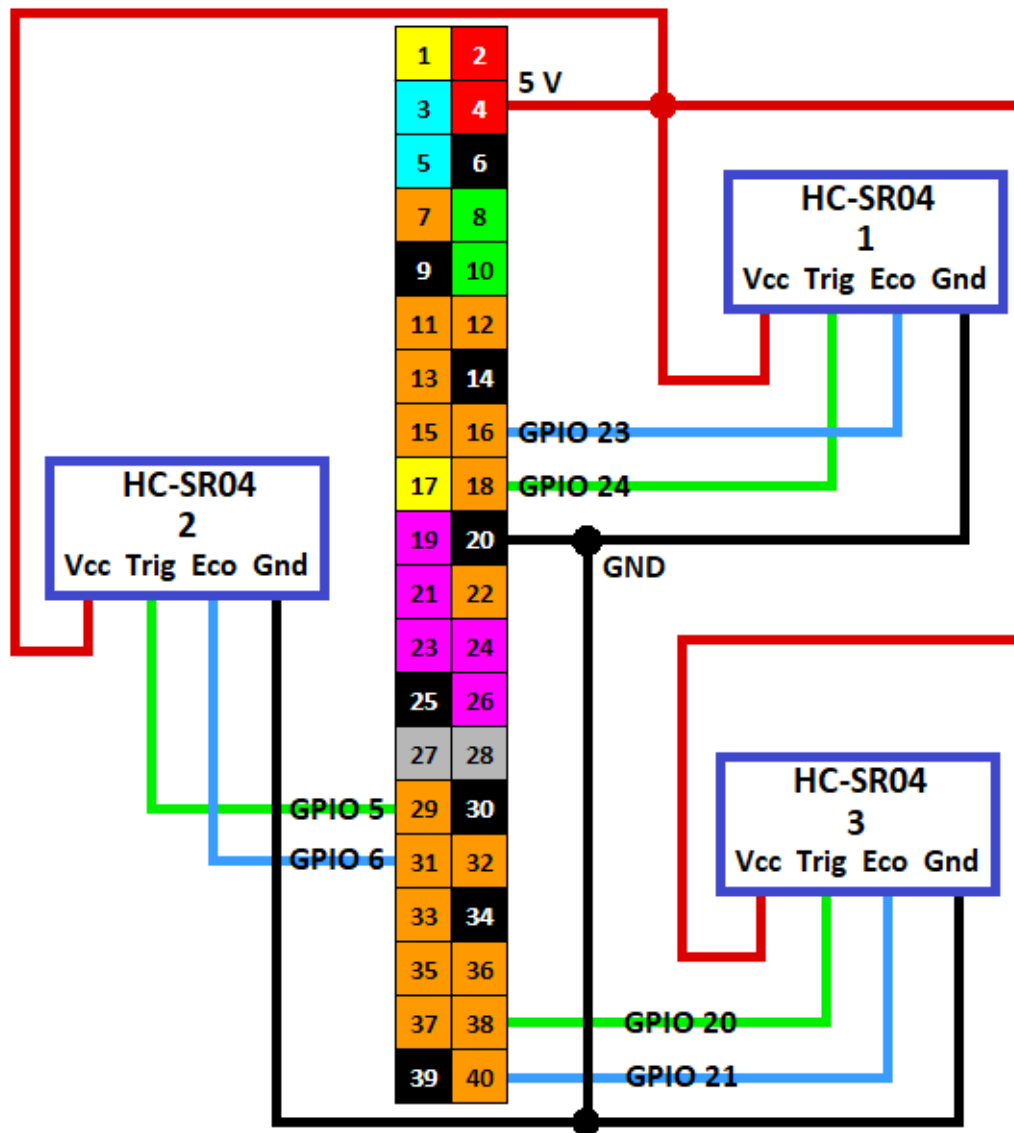 1 2
5 V
3 4
5 6
HC-SR04
1
Vcc Trig Eco Gnd
7 8
9 10
11 12
13 14
15 16 GPIO 23
17 18 GPIO 24
HC-SR04
2
Vcc Trig Eco Gnd
19 20
GND
21 22
23 24
25 26
27 28
HC-SR04
3
Vcc Trig Eco Gnd
GPIO 5 29 30
GPIO 6 31 32
33 34
35 36
37 38 GPIO 20
39 40 GPIO 21